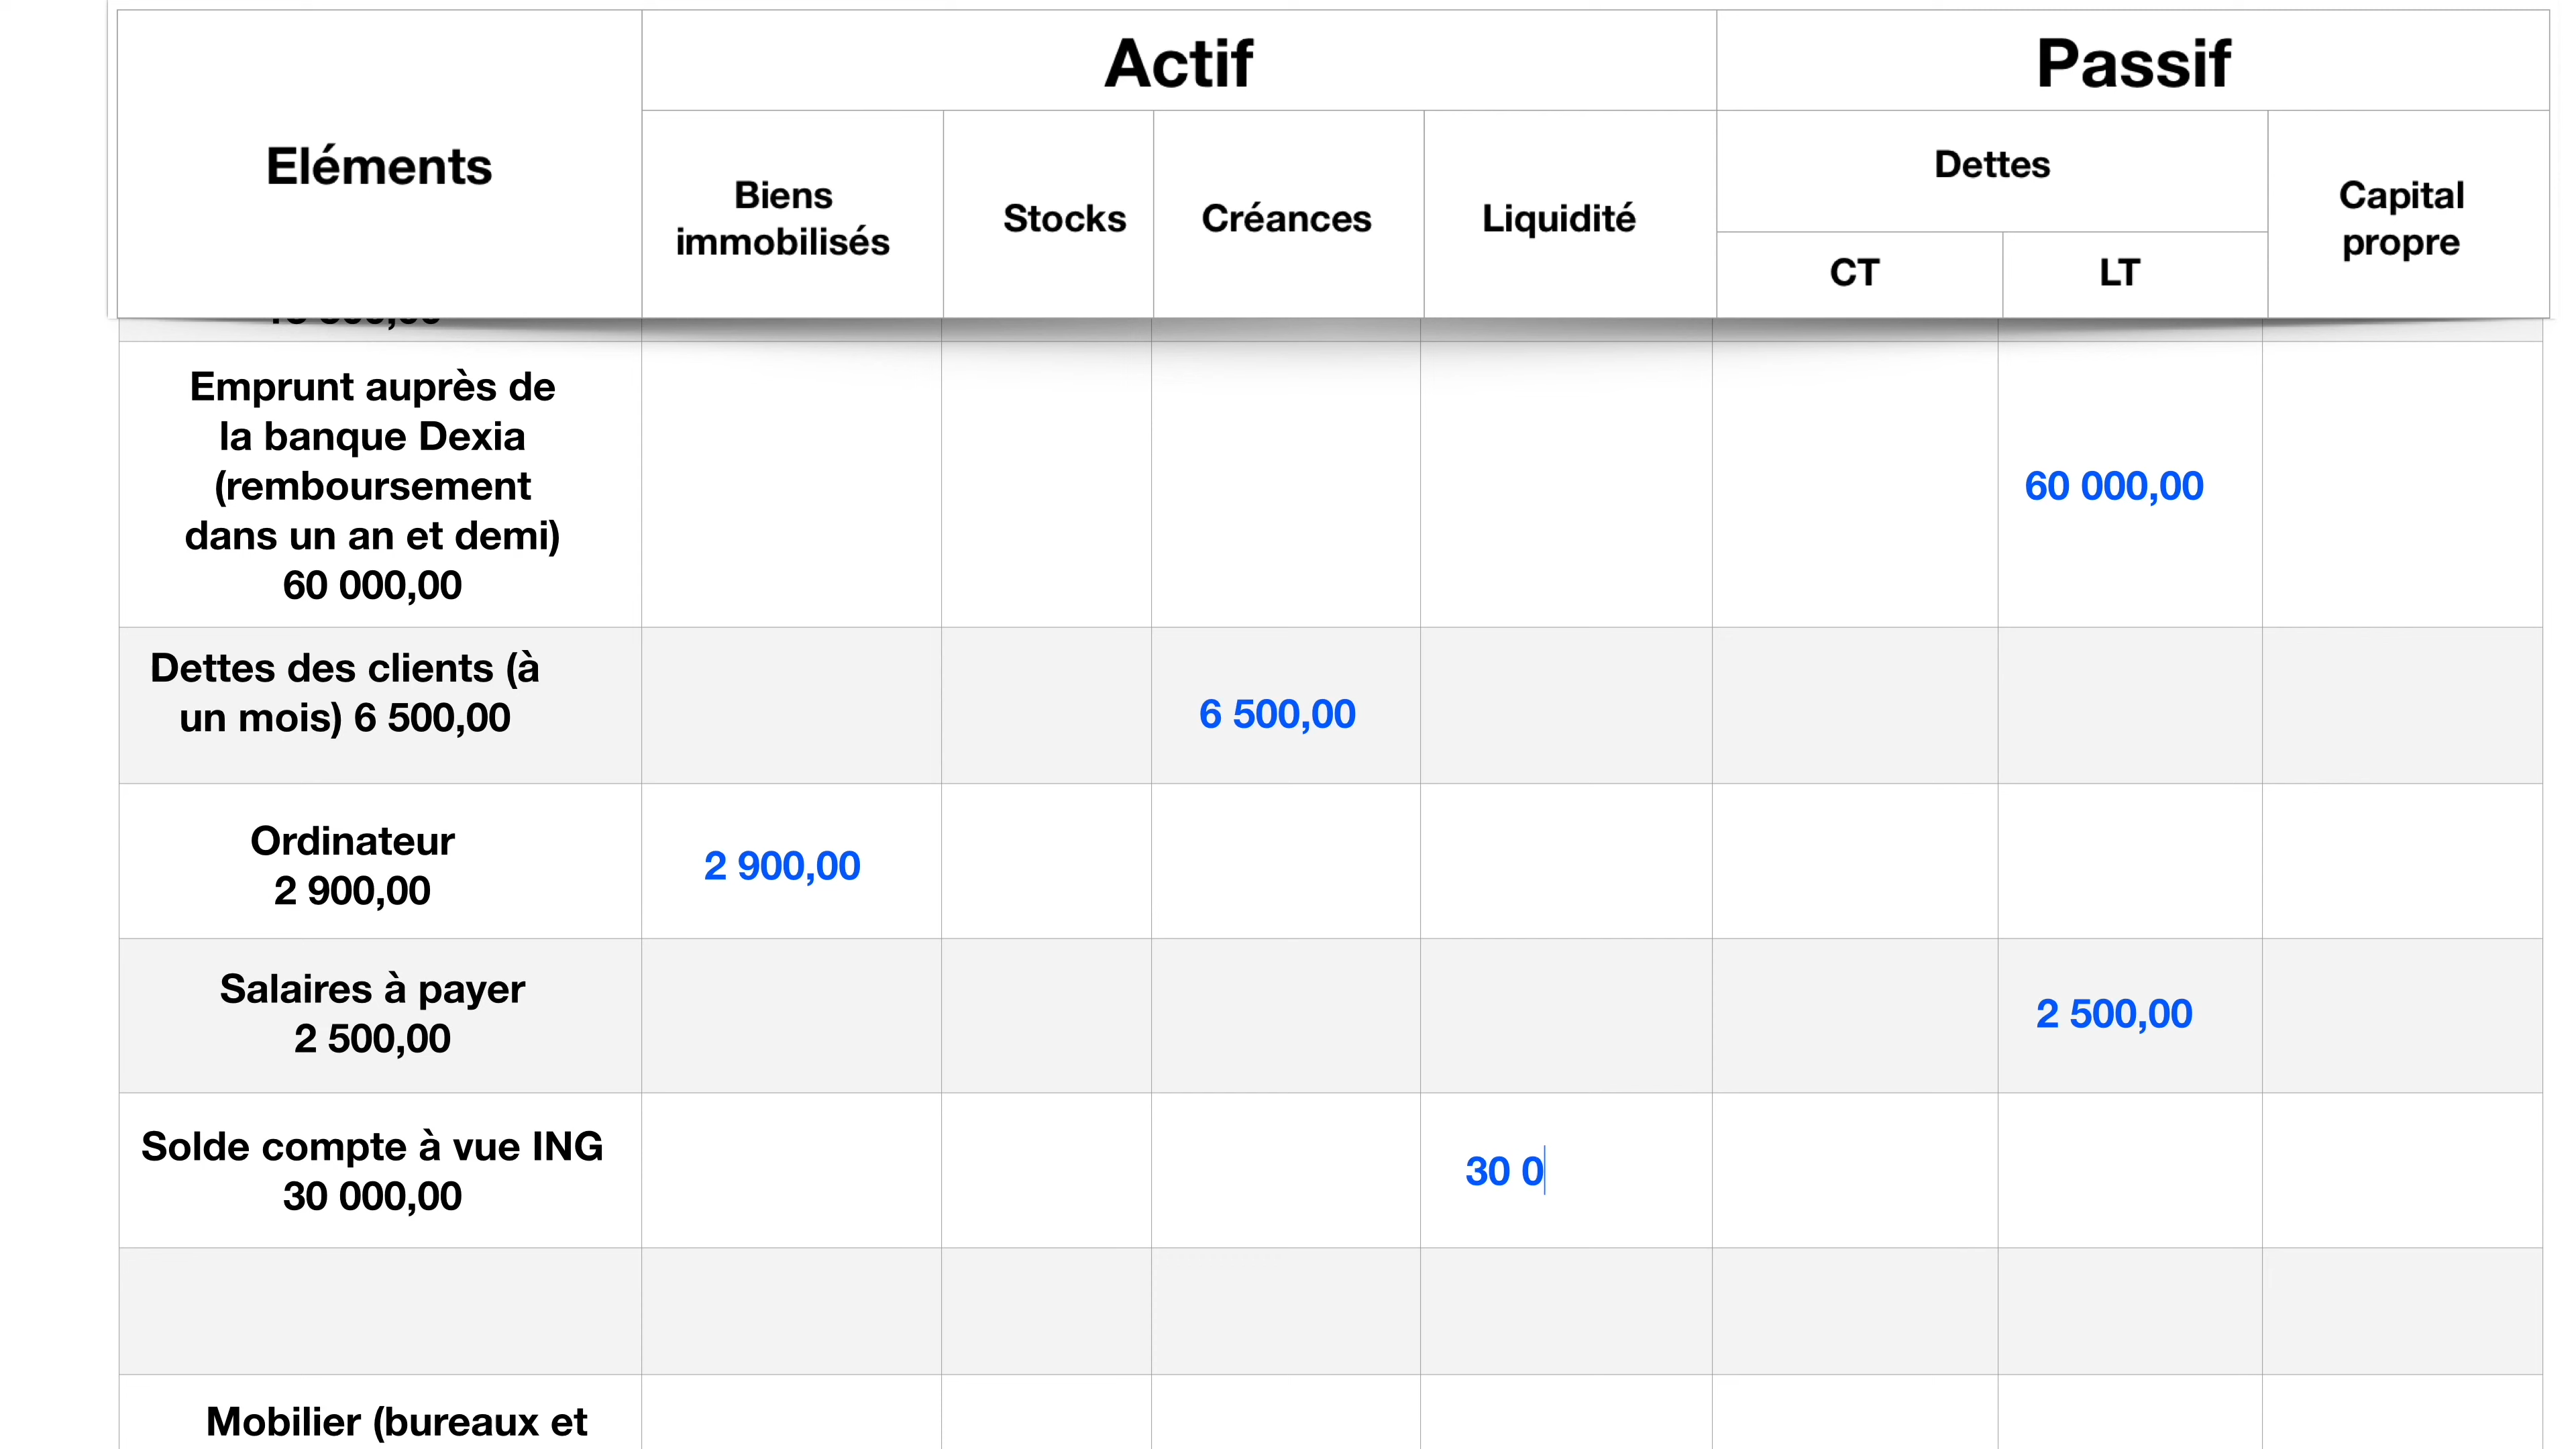 Eléments
Actif
Passif
Biens
immobilisés
Stocks
Créances
Liquidité
Dettes
CT
LT
Capital
propre
Emprunt auprès de
la banque Dexia
(remboursement
dans un an et demi)
60 000,00
60 000,00
Dettes des clients (à
un mois) 6 500,00
6 500,00
Ordinateur
2 900,00
2 900,00
Salaires à payer
2 500,00
2 500,00
Solde compte à vue ING
30 000,00
30 0
Mobilier (bureaux et